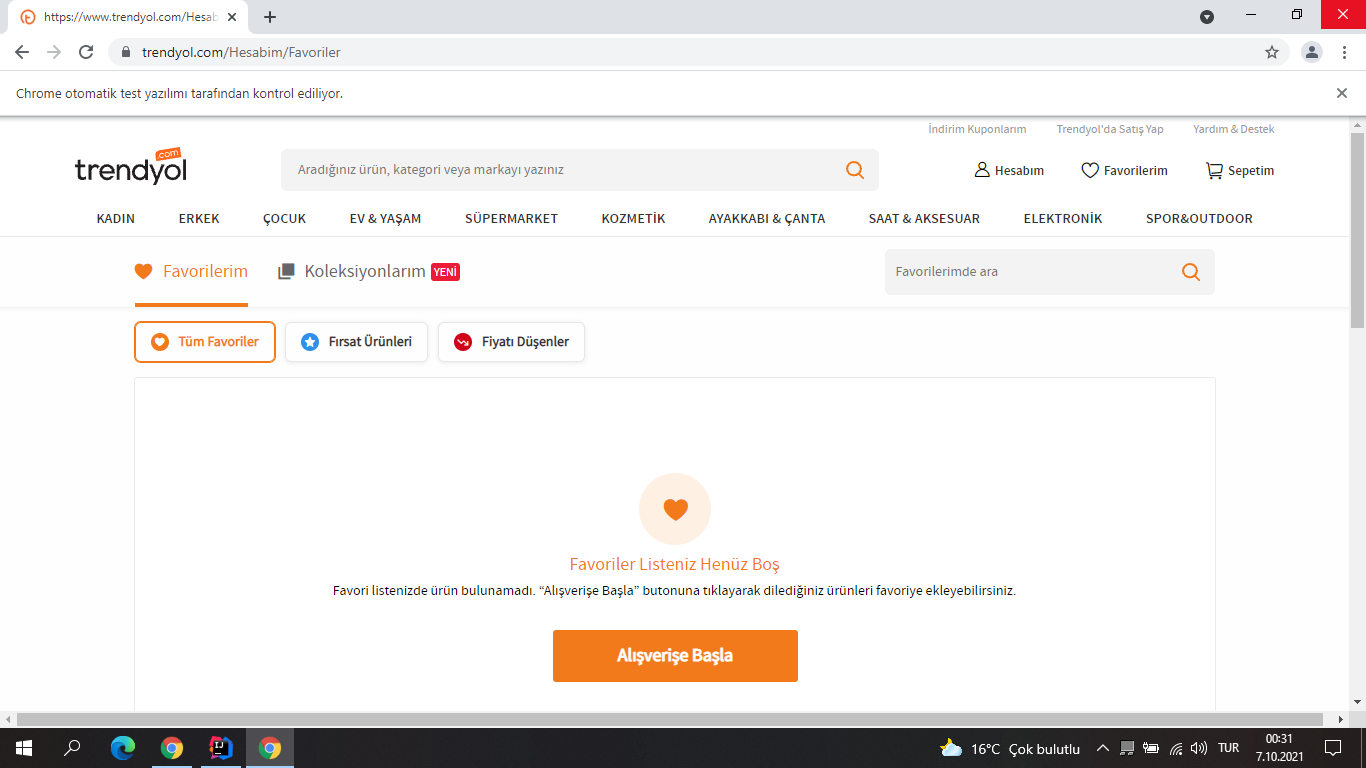 https://www.trendyol.com/Hesab
trendyol.com/Hesabim/Favoriler
Chrome otomatik test yazılımı tarafından kontrol ediliyor.
İndirim Kuponlarım Trendyol'da Satış Yap Yardım & Destek
trendyol .com
Aradığınız ürün, kategori veya markayı yazınız
Hesabım Favorilerim Sepetim
KADIN ERKEK ÇOCUK EV & YAŞAM SÜPERMARKET KOZMETİK AYAKKABI & ÇANTA SAAT & AKSESUAR ELEKTRONİK SPOR&OUTDOOR
Favorilerim Koleksiyonlarım YENİ Favorilerimde ara
Tüm Favoriler Fırsat Ürünleri Fiyatı Düşenler
Favoriler Listeniz Henüz Boş
Favori listenizde ürün bulunamadı. “Alışverişe Başla” butonuna tıklayarak dilediğiniz ürünleri favoriye ekleyebilirsiniz.
Alışverişe Başla
16°C Çok bulutlu TUR
00:31
7.10.2021